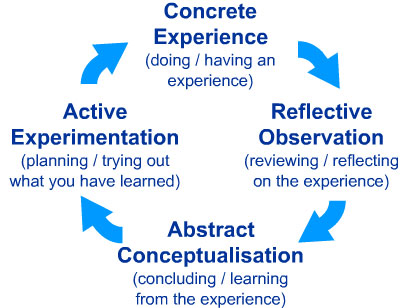 Concrete
Experience
(doing / having an
experience)
Reflective
Observation
(reviewing / reflecting
on the experience)
Abstract
Conceptualisation
(concluding / learning
from the experience)
Active
Experimentation
(planning / trying out
what you have learned)